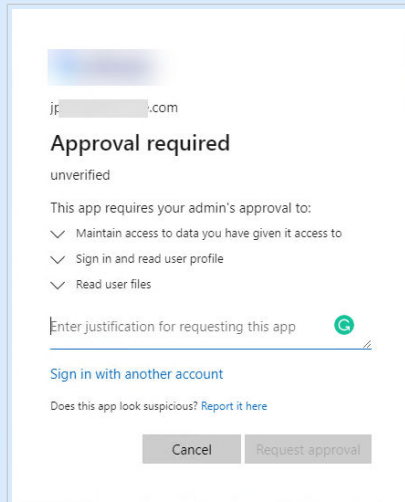 .com
Approval required
unverified
This app requires your admin's approval to:
Maintain access to data you have given it access to
Sign in and read user profile
Read user files
Enter justification for requesting this app
Sign in with another account
Does this app look suspicious? Report it here
Cancel Request approval